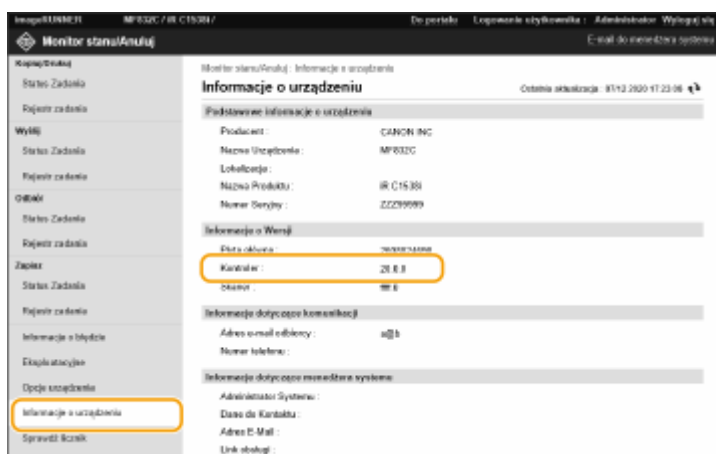 imageRUNNER MF832C / iR C1538i /
Do portalu Logowanie użytkownika : Administrator Wyloguj się
Monitor stanu/Anuluj
E-mail do menedżera systemu
Kopiuj/Drukuj
Status Zadania
Rejestr zadania
Wyślij
Status Zadania
Rejestr zadania
Odbiór
Status Zadania
Rejestr zadania
Zapisz
Status Zadania
Rejestr zadania
Informacje o błędzie
Eksploatacyjne
Opcje urządzenia
Informacje o urządzeniu
Sprawdź licznik
Monitor stanu/Anuluj : Informacje o urządzeniu
Informacje o urządzeniu
Ostatnia aktualizacja : 07/12 2020 17:23:06
Podstawowe informacje o urządzeniu
Producent : CANON INC
Nazwa Urządzenia : MF832C
Lokalizacja :
Nazwa Produktu : iR C1538i
Numer Seryjny : ZZZ99999
Informacje o Wersji
Płyta główna :
Kontroler :
Skaner :
Informacje dotyczące komunikacji
Adres e-mail odbiorcy : a@b
Numer telefonu :
Informacje dotyczące menedżera systemu
Administrator Systemu :
Dane do Kontaktu :
Adres E-Mail :
Link obsługi :